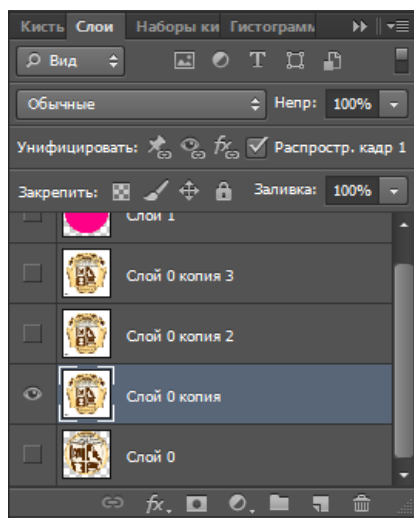 Кисть Слои Наборы ки Гистограмм
Вид
Обычные Непр: 100%
Унифицировать: Распростр. кадр 1
Закрепить: Заливка: 100%
Слой 1
Слой 0 копия 3
Слой 0 копия 2
Слой 0 копия
Слой 0
fx.